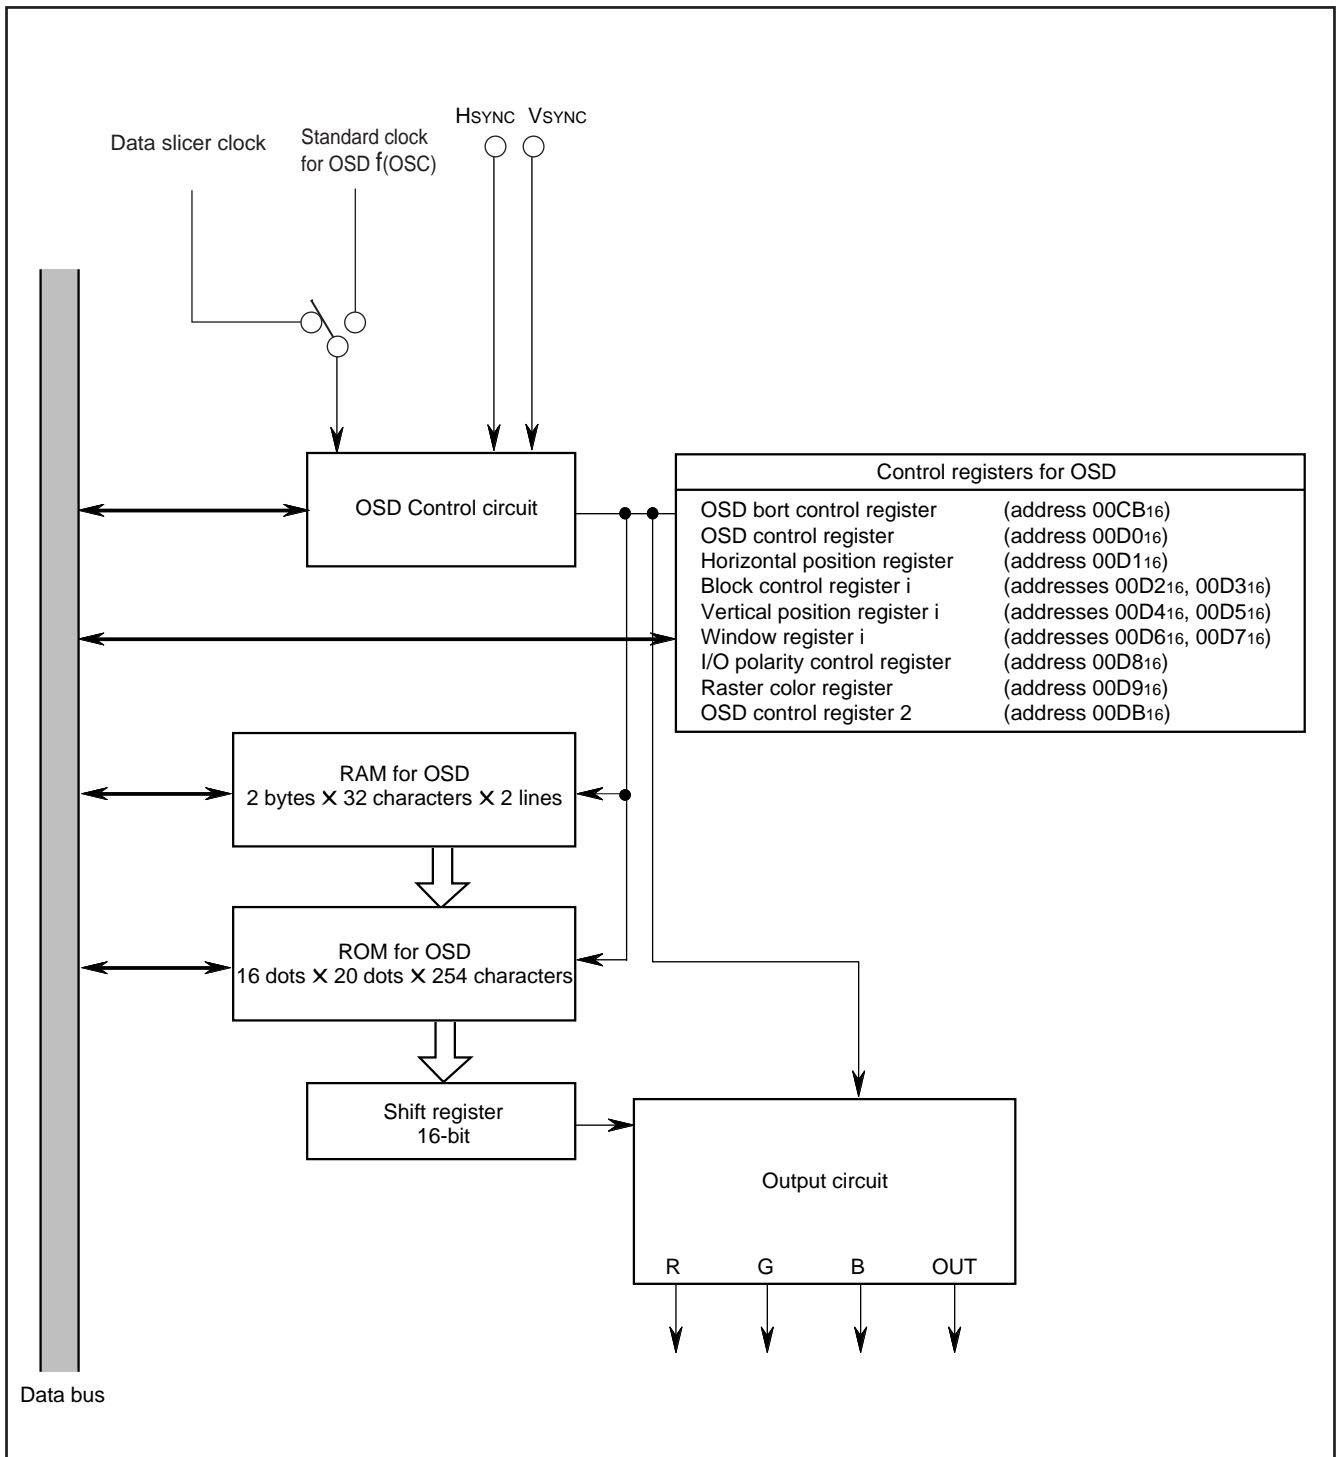 HSYNC VSYNC
Data slicer clock
Standard clock
for OSD f(OSC)
OSD Control circuit
Control registers for OSD
OSD bort control register (address 00CB16)
OSD control register (address 00D016)
Horizontal position register (address 00D116)
Block control register i (addresses 00D216, 00D316)
Vertical position register i (addresses 00D416, 00D516)
Window register i (addresses 00D616, 00D716)
I/O polarity control register (address 00D816)
Raster color register (address 00D916)
OSD control register 2 (address 00DB16)
RAM for OSD
2 bytes ✕ 32 characters ✕ 2 lines
ROM for OSD
16 dots ✕ 20 dots ✕ 254 characters
Shift register
16-bit
Output circuit
R G B OUT
Data bus